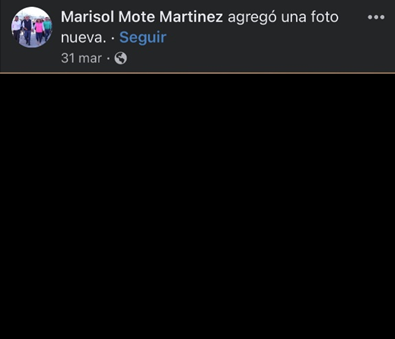 Marisol Mote Martinez agregó una foto
nueva. · Seguir
31 mar ·